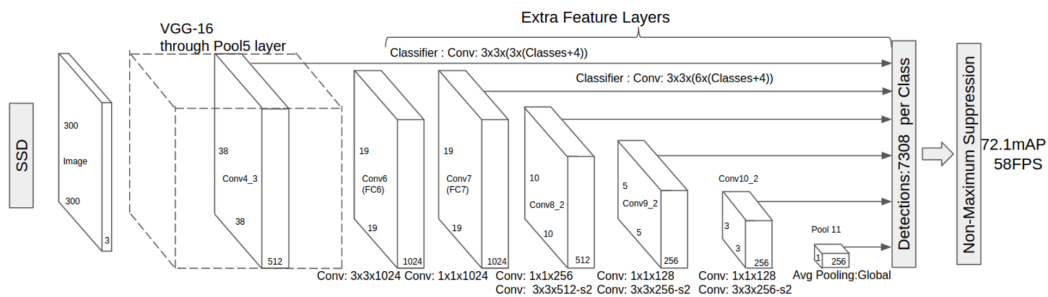 Extra Feature Layers
VGG-16
through Pool5 layer
Classifier : Conv: 3x3x(3x(Classes+4))
Classifier : Conv: 3x3x(6x(Classes+4))
SSD
300
Image
300
3
38
Conv4_3
38
512
19
Conv6
(FC6)
19
1024
19
Conv7
(FC7)
19
1024
10
Conv8_2
10
512
5
Conv9_2
5
256
Conv10_2
3
3
256
Pool 11
1
256
Detections:7308 per Class
Non-Maximum Suppression
72.1mAP
58FPS
Conv: 3x3x1024
Conv: 1x1x1024
Conv: 1x1x256
Conv: 3x3x512-s2
Conv: 1x1x128
Conv: 3x3x256-s2
Conv: 1x1x128
Conv: 3x3x256-s2
Avg Pooling:Global